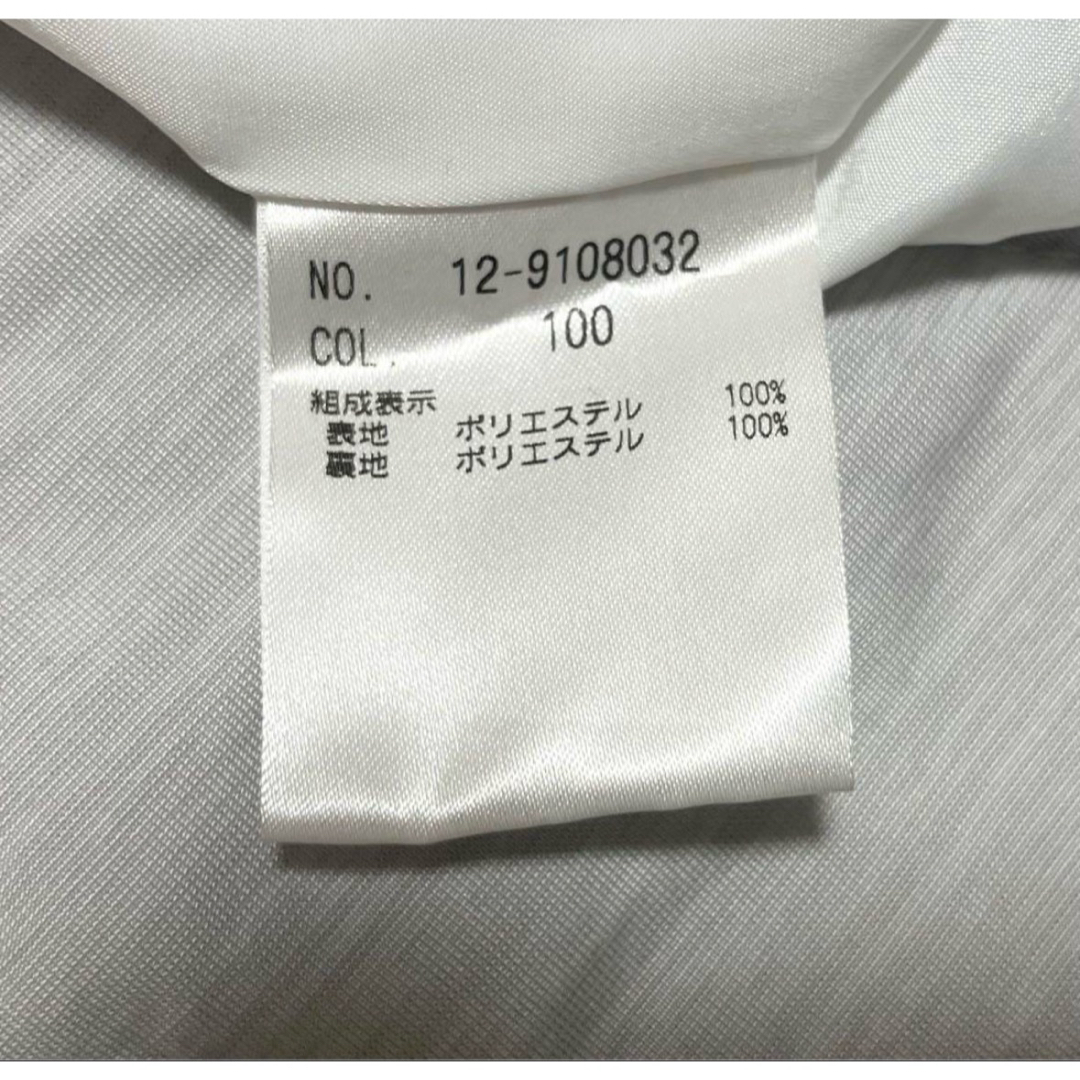 NO. 12-9108032
COL. 100
組成表示
表地 ポリエステル 100%
裏地 ポリエステル 100%